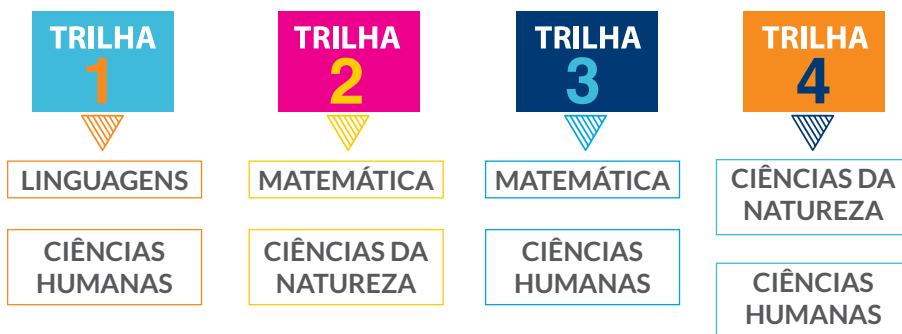 TRILHA
1
LINGUAGENS
CIÊNCIAS
HUMANAS
TRILHA
2
MATEMÁTICA
CIÊNCIAS DA
NATUREZA
TRILHA
3
MATEMÁTICA
CIÊNCIAS
HUMANAS
TRILHA
4
CIÊNCIAS DA
NATUREZA
CIÊNCIAS
HUMANAS